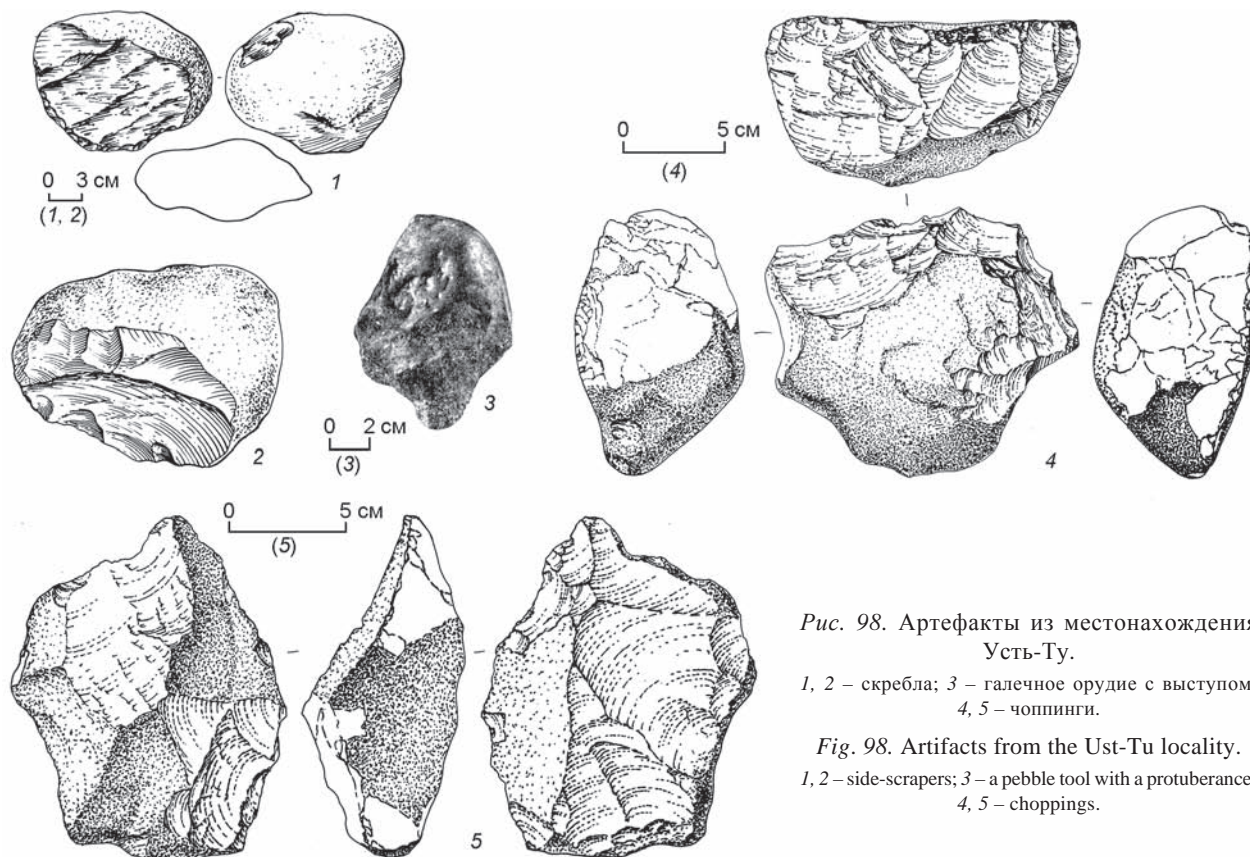 1
0 3 см
(1, 2)
0 5 см
(4)
2
3
0 2 см
(3)
4
0 5 см
(5)
5
Рис. 98. Артефакты из местонахождения
Усть-Ту.
1, 2 – скребла; 3 – галечное орудие с выступом
4, 5 – чоппинги.
Fig. 98. Artifacts from the Ust-Tu locality.
1, 2 – side-scrapers; 3 – a pebble tool with a protuberance
4, 5 – choppings.